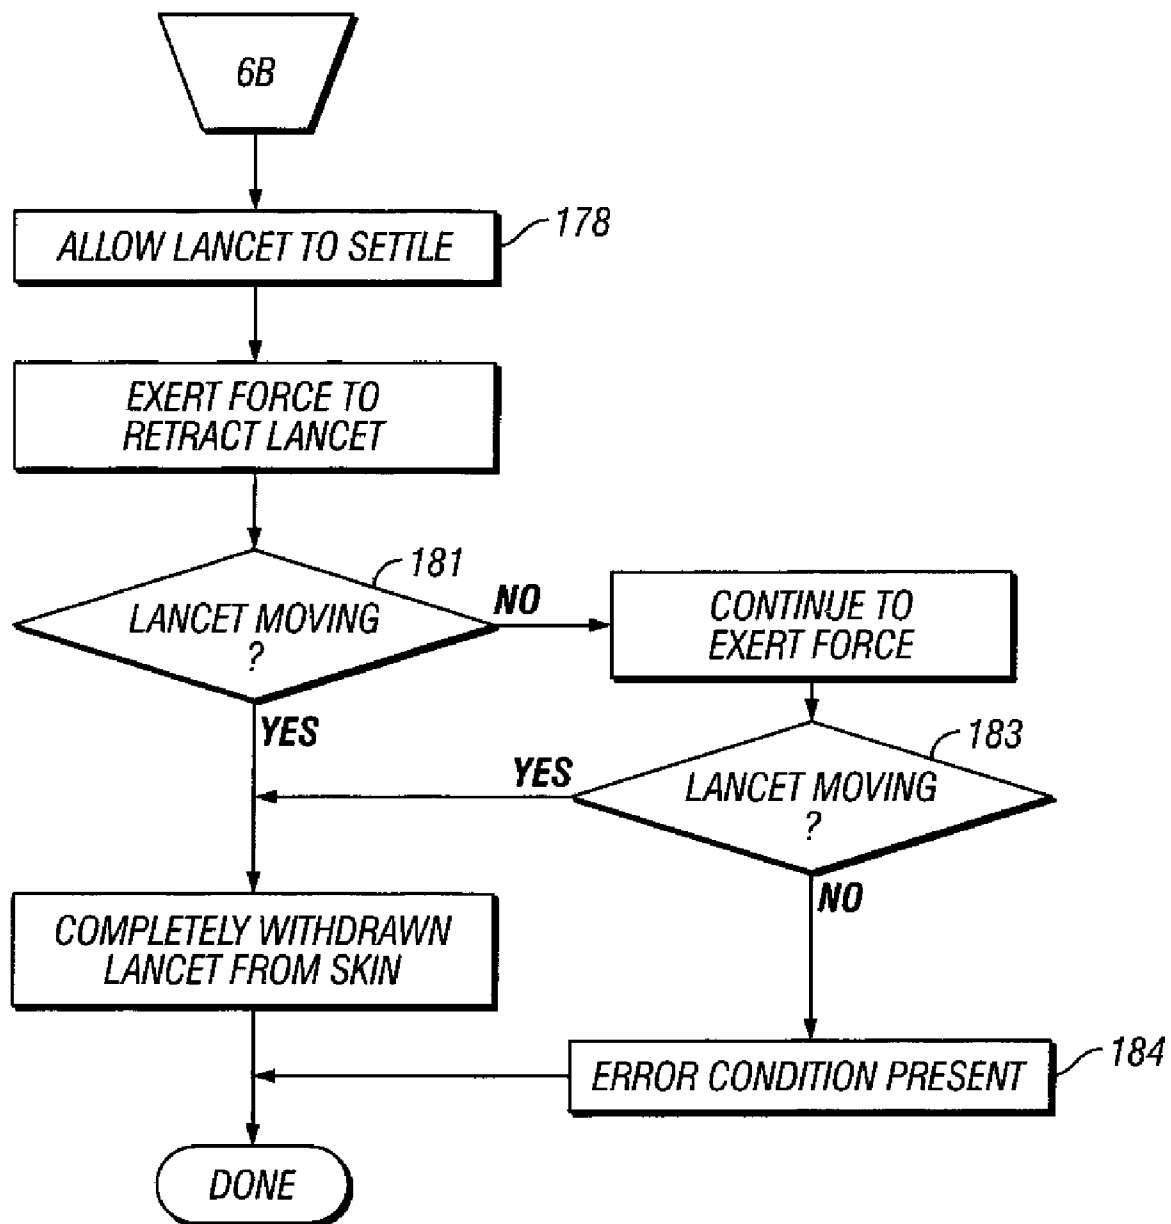 6B
ALLOW LANCET TO SETTLE
178
EXERT FORCE TO
RETRACT LANCET
181
LANCET MOVING
?
NO
CONTINUE TO
EXERT FORCE
YES
183
LANCET MOVING
?
YES
NO
COMPLETELY WITHDRAWN
LANCET FROM SKIN
ERROR CONDITION PRESENT
184
DONE